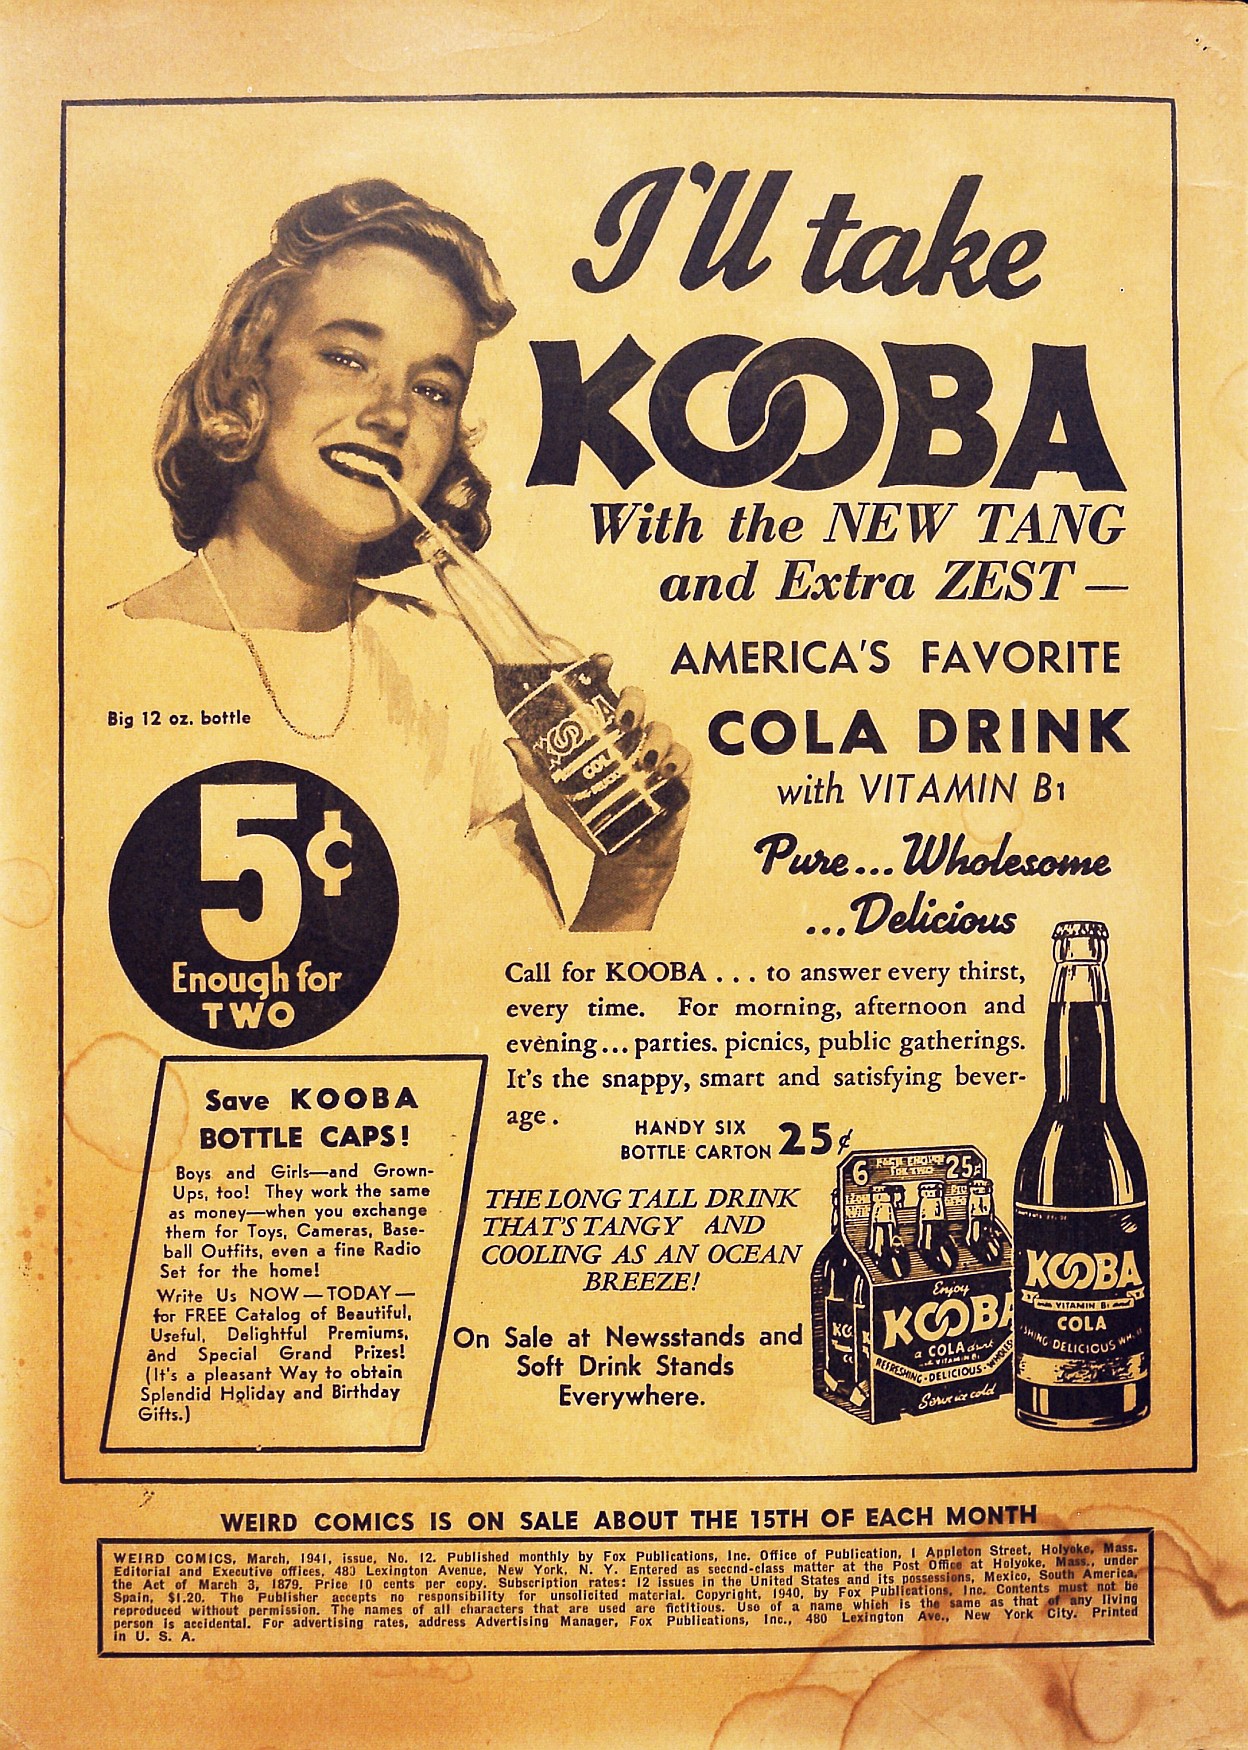 I'll take
KOOBA
With the NEW TANG
and Extra ZEST —
AMERICA'S FAVORITE
COLA DRINK
with VITAMIN B1
Pure... Wholesome
...Delicious
Big 12 oz. bottle
KOOBA
COLA
5¢
Enough for
TWO
Call for KOOBA . . . to answer every thirst,
every time. For morning, afternoon and
evening... parties. picnics, public gatherings.
It's the snappy, smart and satisfying bever-
age.
HANDY SIX
BOTTLE CARTON 25¢
THE LONG TALL DRINK
THAT'S TANGY AND
COOLING AS AN OCEAN
BREEZE!
On Sale at Newsstands and
Soft Drink Stands
Everywhere.
Save KOOBA
BOTTLE CAPS!
Boys and Girls—and Grown-
Ups, too! They work the same
as money—when you exchange
them for Toys, Cameras, Base-
ball Outfits, even a fine Radio
Set for the home!
Write Us NOW—TODAY—
for FREE Catalog of Beautiful,
Useful, Delightful Premiums,
and Special Grand Prizes!
(It's a pleasant Way to obtain
Splendid Holiday and Birthday
Gifts.)
6 EACH ENOUGH FOR TWO 25¢
Enjoy
KOOBA
a COLA drink
with VITAMIN B1
REFRESHING - DELICIOUS -
Serve ice cold
KOOBA
VITAMIN B1
COLA
DELICIOUS
WEIRD COMICS IS ON SALE ABOUT THE 15TH OF EACH MONTH
WEIRD COMICS, March, 1941, issue, No. 12. Published monthly by Fox Publications, Inc. Office of Publication, 1 Appleton Street, Holyoke, Mass.
Editorial and Executive offices, 480 Lexington Avenue, New York, N. Y. Entered as second-class matter at the Post Office at Holyoke, Mass., under
the Act of March 3, 1879. Price 10 cents per copy. Subscription rates: 12 issues in the United States and its possessions, Mexico, South America,
Spain, $1.20. The Publisher accepts no responsibility for unsolicited material. Copyright, 1940, by Fox Publications, Inc. Contents must not be
reproduced without permission. The names of all characters that are used are fictitious. Use of a name which is the same as that of any living
person is accidental. For advertising rates, address Advertising Manager, Fox Publications, Inc., 480 Lexington Ave., New York City. Printed
in U. S. A.